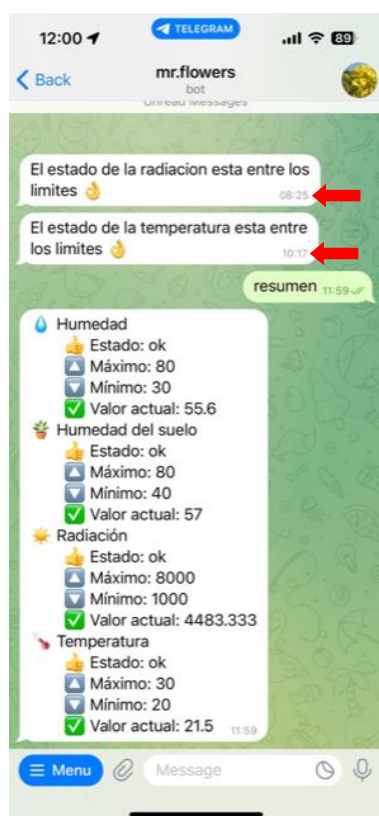 12:00
TELEGRAM
89
Back
mr.flowers
bot
Unread Messages
El estado de la radiacion esta entre los
limites 👌
08:25
El estado de la temperatura esta entre
los limites 👌
10:17
resumen 11:59
💧 Humedad
👍 Estado: ok
🔼 Máximo: 80
🔽 Mínimo: 30
✅ Valor actual: 55.6
🪴 Humedad del suelo
👍 Estado: ok
🔼 Máximo: 80
🔽 Mínimo: 40
✅ Valor actual: 57
☀️ Radiación
👍 Estado: ok
🔼 Máximo: 8000
🔽 Mínimo: 1000
✅ Valor actual: 4483.333
🌡️ Temperatura
👍 Estado: ok
🔼 Máximo: 30
🔽 Mínimo: 20
✅ Valor actual: 21.5 11:59
Menu
Message